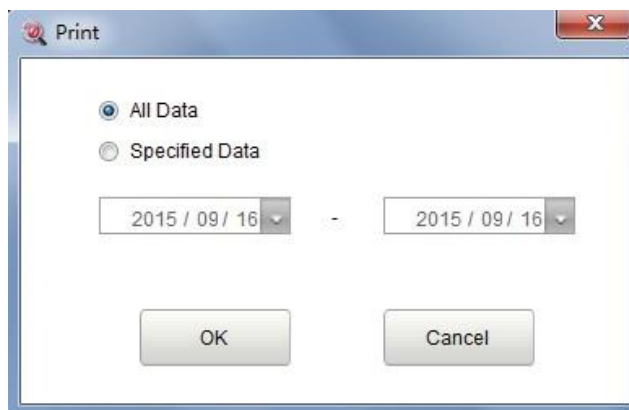 Print
All Data
Specified Data
2015 / 09 / 16 - 2015 / 09 / 16
OK Cancel